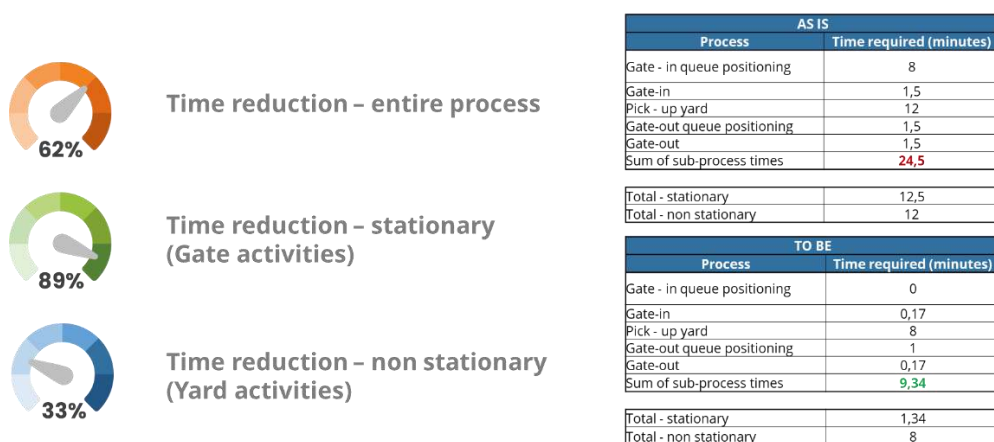 62%
Time reduction – entire process
89%
Time reduction – stationary
(Gate activities)
33%
Time reduction – non stationary
(Yard activities)
AS IS
Process Time required (minutes)
Gate - in queue positioning 8
Gate-in 1,5
Pick - up yard 12
Gate-out queue positioning 1,5
Gate-out 1,5
Sum of sub-process times 24,5
Total - stationary 12,5
Total - non stationary 12
TO BE
Process Time required (minutes)
Gate - in queue positioning 0
Gate-in 0,17
Pick - up yard 8
Gate-out queue positioning 1
Gate-out 0,17
Sum of sub-process times 9,34
Total - stationary 1,34
Total - non stationary 8